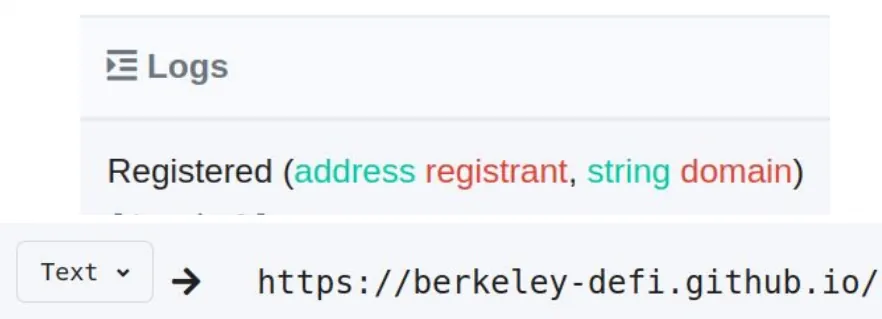 Logs
Registered (address registrant, string domain)
Text
https://berkeley-defi.github.io/